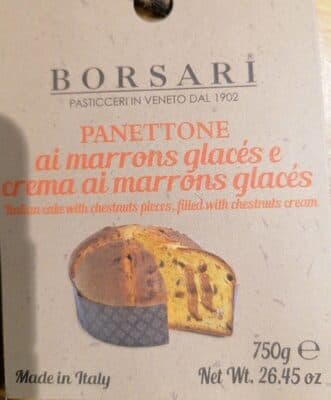 BORSARI
PASTICCERI IN VENETO DAL 1902
PANETTONE
ai marrons glacés e
crema ai marrons glacés
Italian cake with chestnuts pieces, filled with chestnuts cream
750g ℮
Made in Italy
Net Wt. 26.45 oz